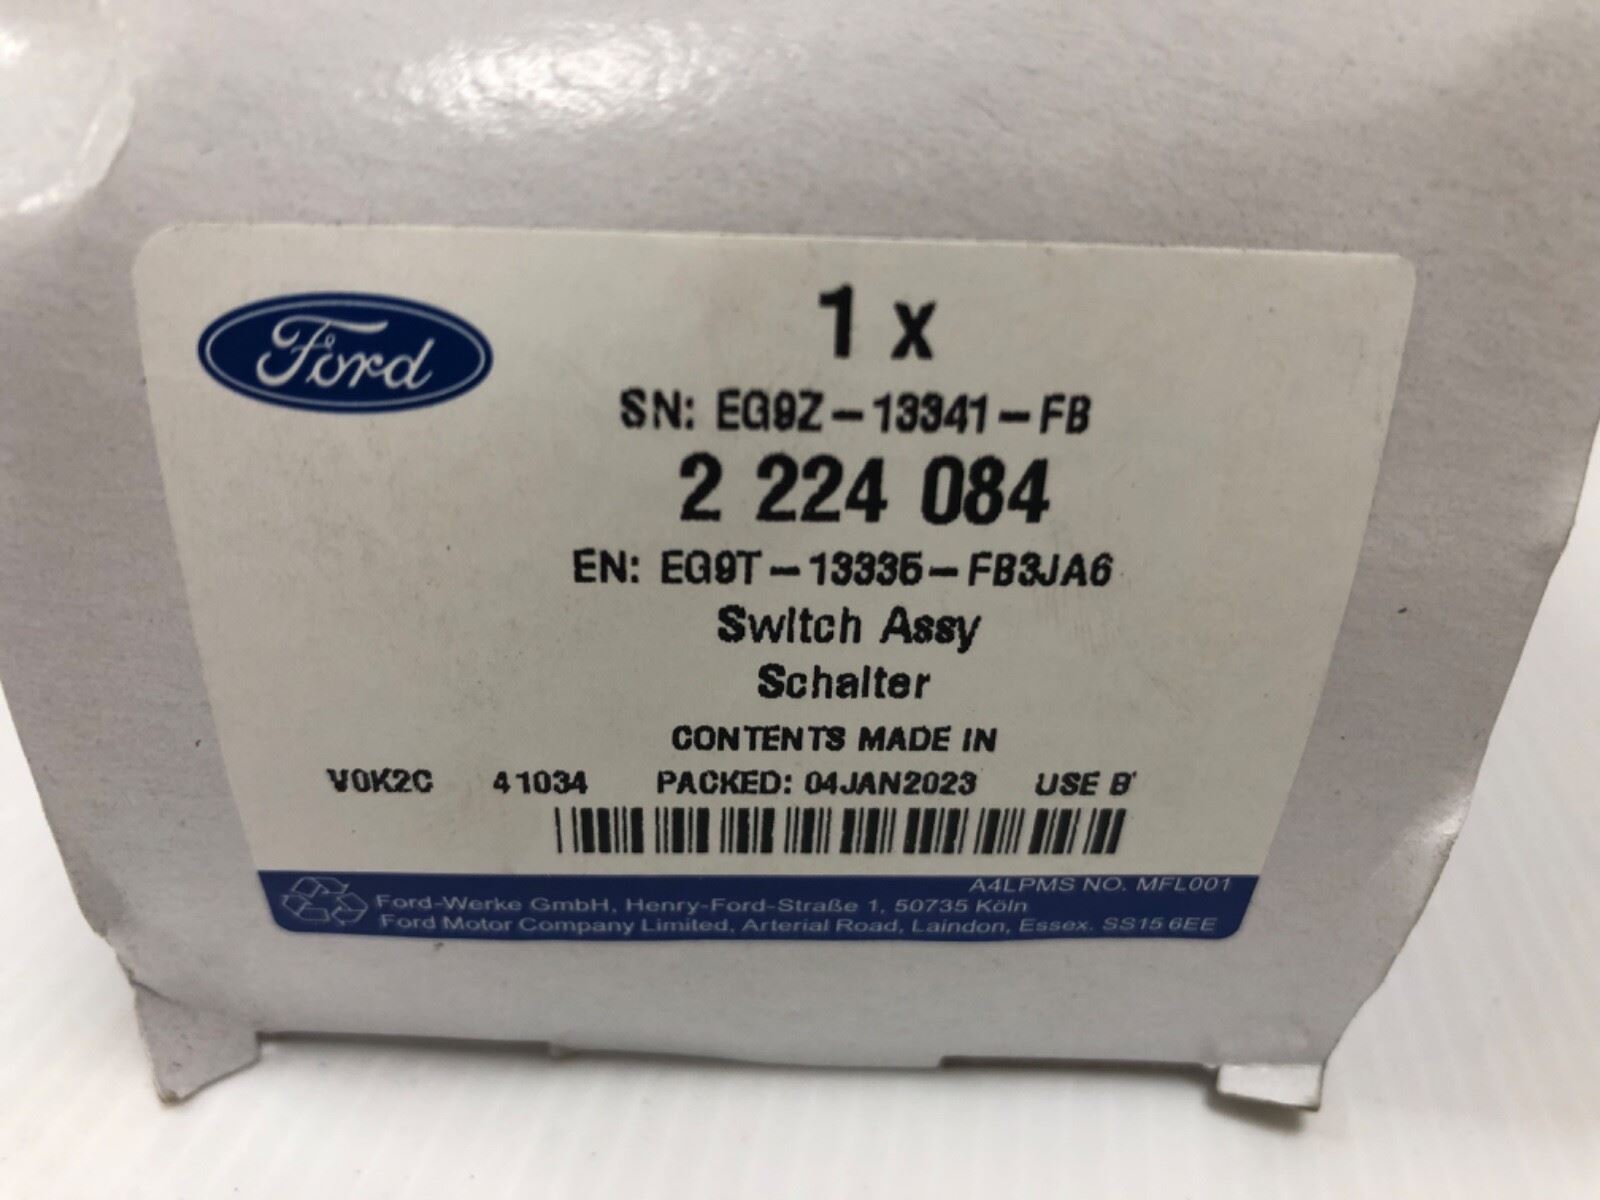 Ford
1 x
SN: EG9Z-13341-FB
2 224 084
EN: EG9T-13335-FB3JA6
Switch Assy
Schalter
CONTENTS MADE IN
V0K2C 41034 PACKED: 04JAN2023 USE B'
A4LPMS NO. MFL001
Ford-Werke GmbH, Henry-Ford-Straße 1, 50735 Köln
Ford Motor Company Limited, Arterial Road, Laindon, Essex. SS15 6EE